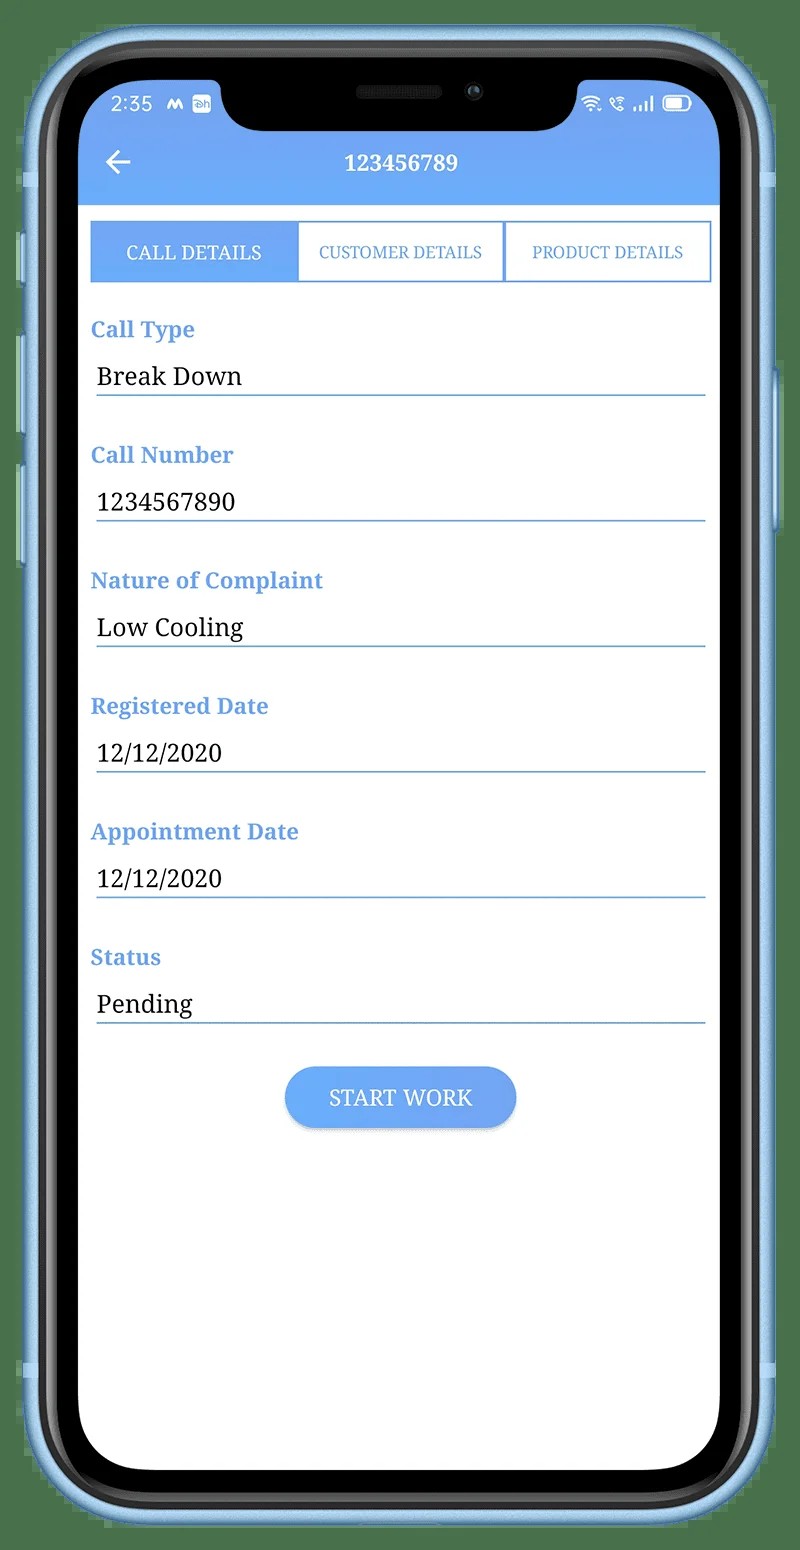 2:35
123456789
CALL DETAILS CUSTOMER DETAILS PRODUCT DETAILS
Call Type
Break Down
Call Number
1234567890
Nature of Complaint
Low Cooling
Registered Date
12/12/2020
Appointment Date
12/12/2020
Status
Pending
START WORK